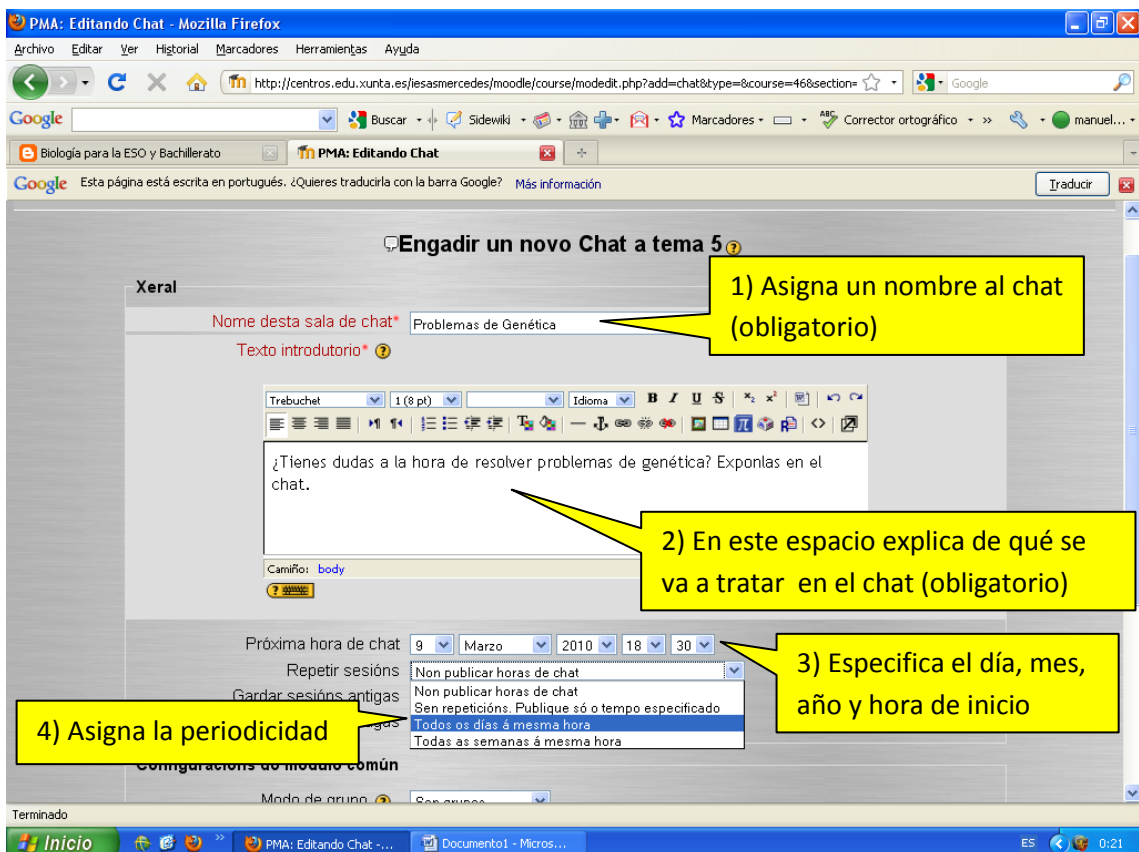 PMA: Editando Chat - Mozilla Firefox
Archivo Editar Ver Historial Marcadores Herramientas Ayuda
http://centros.edu.xunta.es/iesasmercedes/moodle/course/modedit.php?add=chat&type=&course=46&section= Google
Google Buscar Sidewiki Marcadores ABC Corrector ortográfico » manuel...
Biología para la ESO y Bachillerato PMA: Editando Chat
Google Esta página está escrita en portugués. ¿Quieres traducirla con la barra Google? Más información Traducir
Engadir un novo Chat a tema 5
Xeral
1) Asigna un nombre al chat
(obligatorio)
Nome desta sala de chat* Problemas de Genética
Texto introdutorio*
Trebuchet 1 (8 pt) Idioma B I U S x₂ x²
¿Tienes dudas a la hora de resolver problemas de genética? Exponlas en el
chat.
2) En este espacio explica de qué se
va a tratar en el chat (obligatorio)
Camiño: body
Próxima hora de chat 9 Marzo 2010 18 30
3) Especifica el día, mes,
año y hora de inicio
Repetir sesións Non publicar horas de chat
Gardar sesións antigas
Non publicar horas de chat
Sen repeticións. Publique só o tempo especificado
Todos os días á mesma hora
Todas as semanas á mesma hora
4) Asigna la periodicidad
Configuracións do módulo común
Modo de grupo Sen grupos
Terminado
Inicio » PMA: Editando Chat -... Documento1 - Micros... ES 0:21